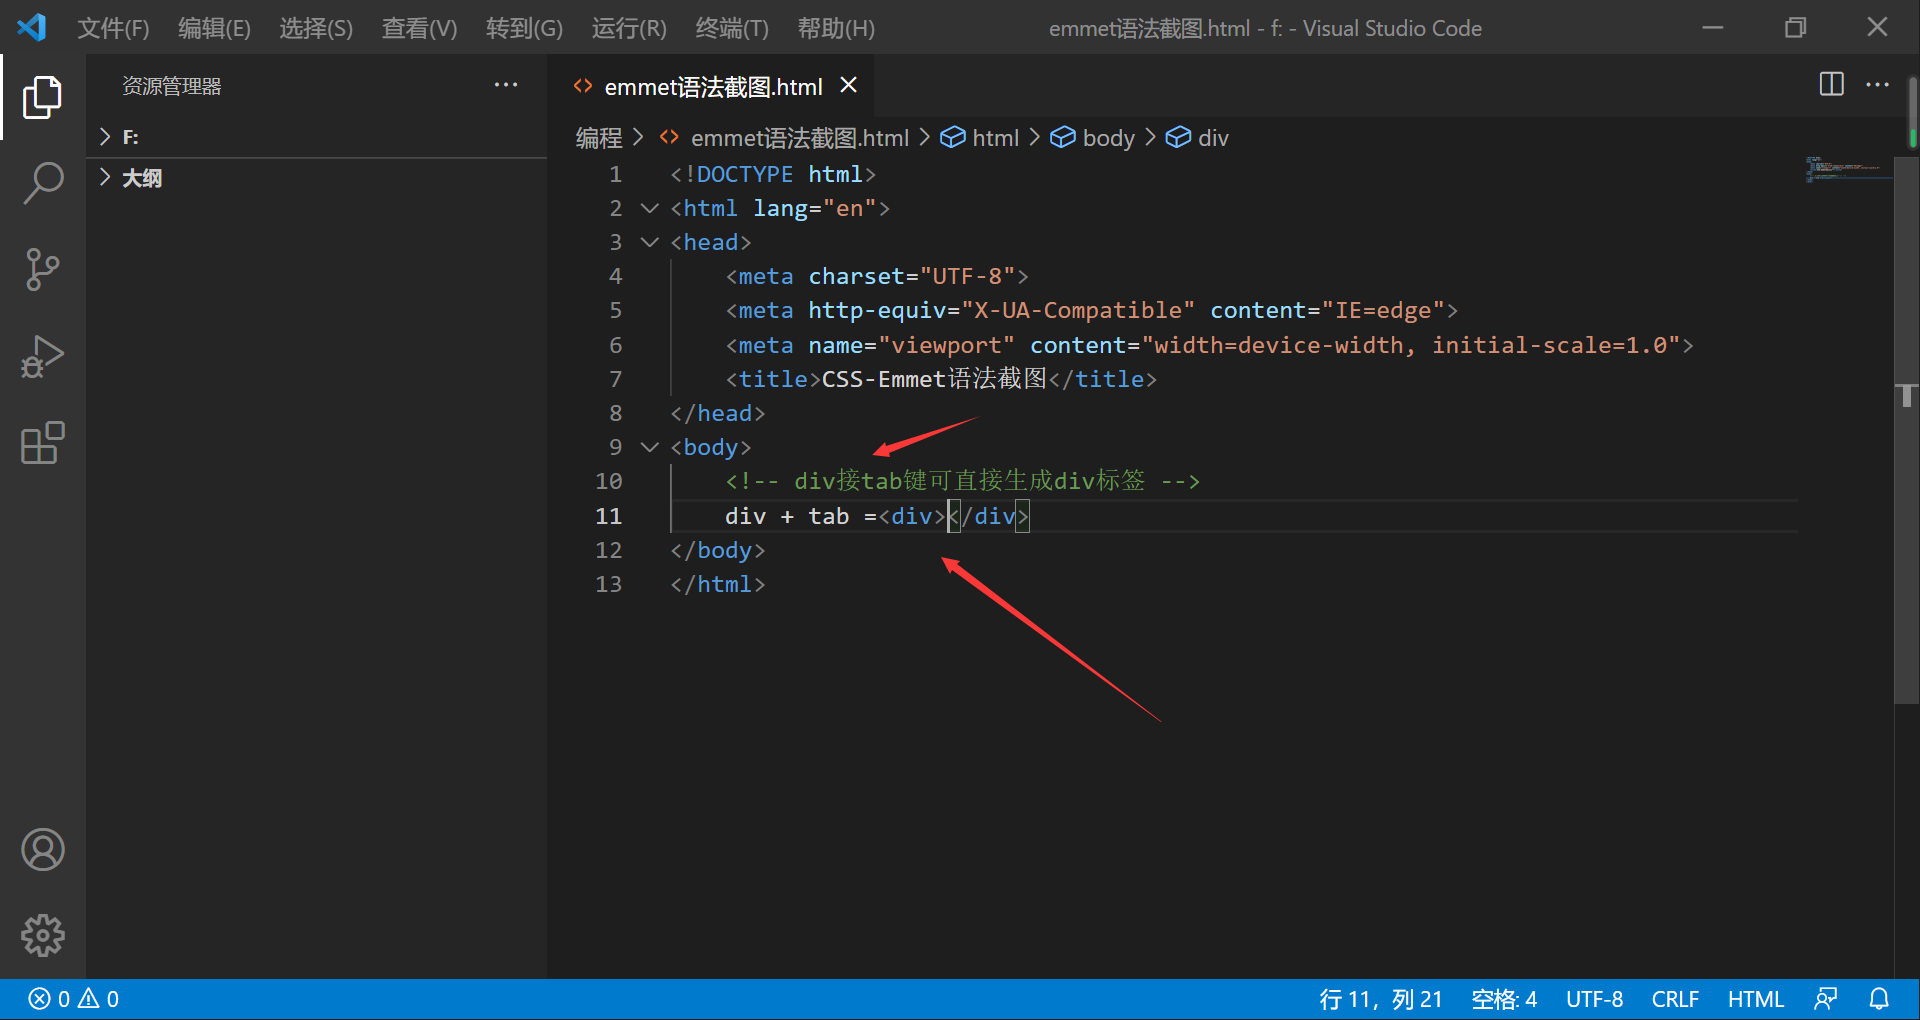 文件(F) 编辑(E) 选择(S) 查看(V) 转到(G) 运行(R) 终端(T) 帮助(H) emmet语法截图.html - f: - Visual Studio Code
资源管理器
F:
大纲
emmet语法截图.html
编程 > emmet语法截图.html > html > body > div
1 <!DOCTYPE html>
2 <html lang="en">
3 <head>
4 <meta charset="UTF-8">
5 <meta http-equiv="X-UA-Compatible" content="IE=edge">
6 <meta name="viewport" content="width=device-width, initial-scale=1.0">
7 <title>CSS-Emmet语法截图</title>
8 </head>
9 <body>
10 <!-- div接tab键可直接生成div标签 -->
11 div + tab =<div></div>
12 </body>
13 </html>
0 0 行 11，列 21 空格: 4 UTF-8 CRLF HTML